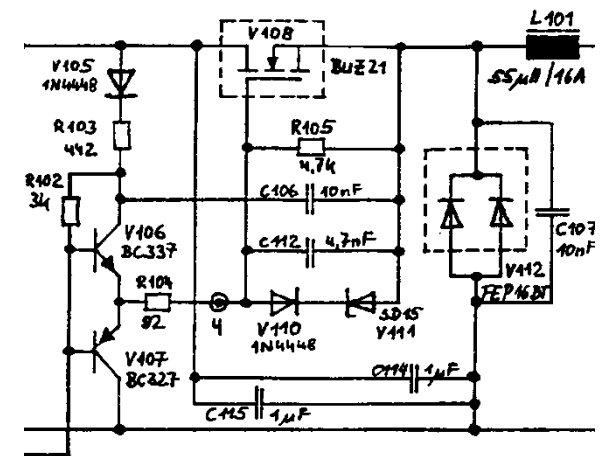 L101
55µH/16A
V108
BUZ21
V105
1N4448
R103
442
R105
4,7k
R102
3k
C106 10nF
C112 4,7nF
C107
10nF
V106
BC337
R104
82
4
V110
1N4448
SD15
V111
V112
FEP16DT
V107
BC327
C114 1µF
C115 1µF